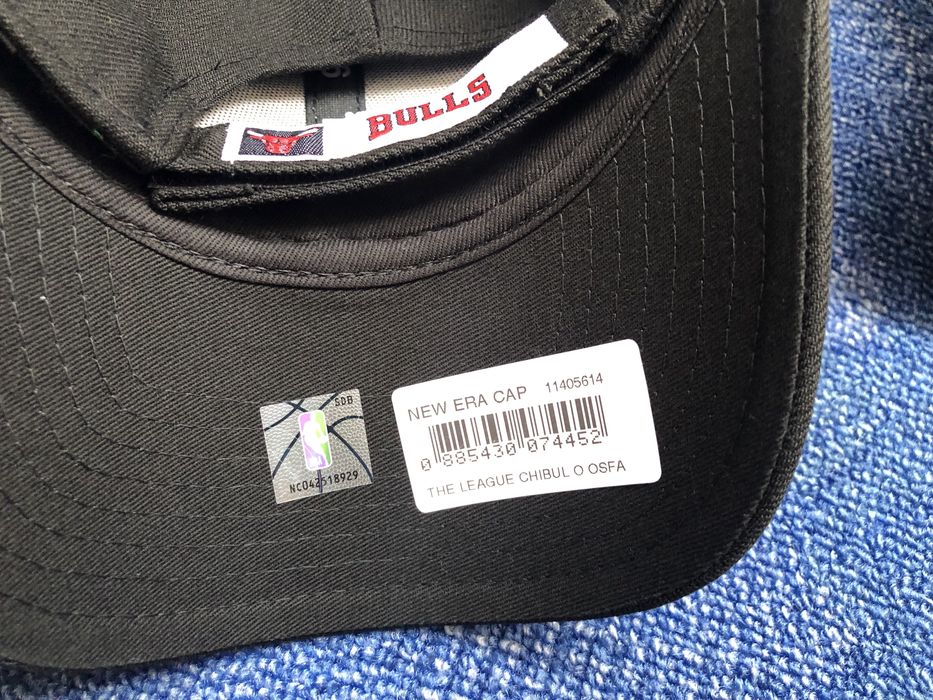 BULLS
SDB
NC042518929
NEW ERA CAP 11405614
0 885430 074452
THE LEAGUE CHIBUL O OSFA